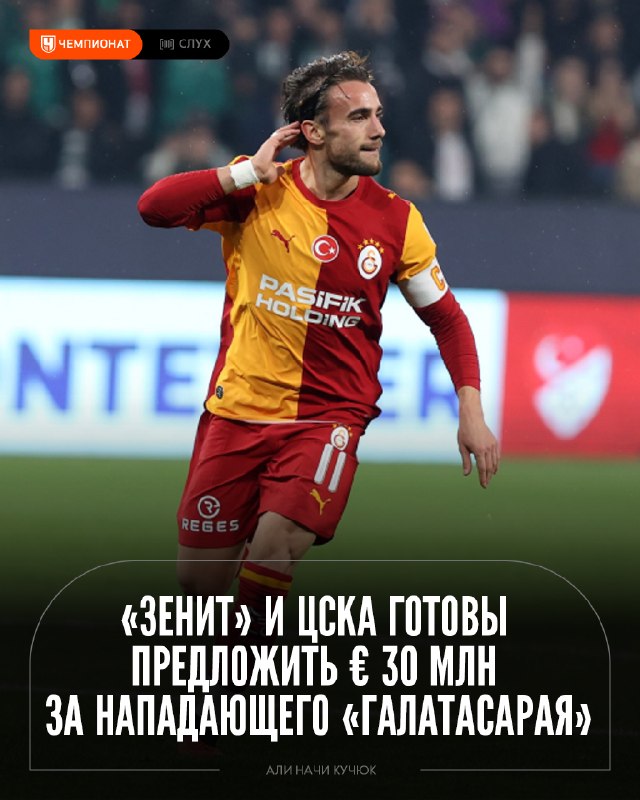 ЧЕМПИОНАТ
СЛУХ
C
PASIFIK
HOLDING
11
REGES
«ЗЕНИТ» И ЦСКА ГОТОВЫ
ПРЕДЛОЖИТЬ € 30 МЛН
ЗА НАПАДАЮЩЕГО «ГАЛАТАСАРАЯ»
АЛИ НАЧИ КУЧЮК